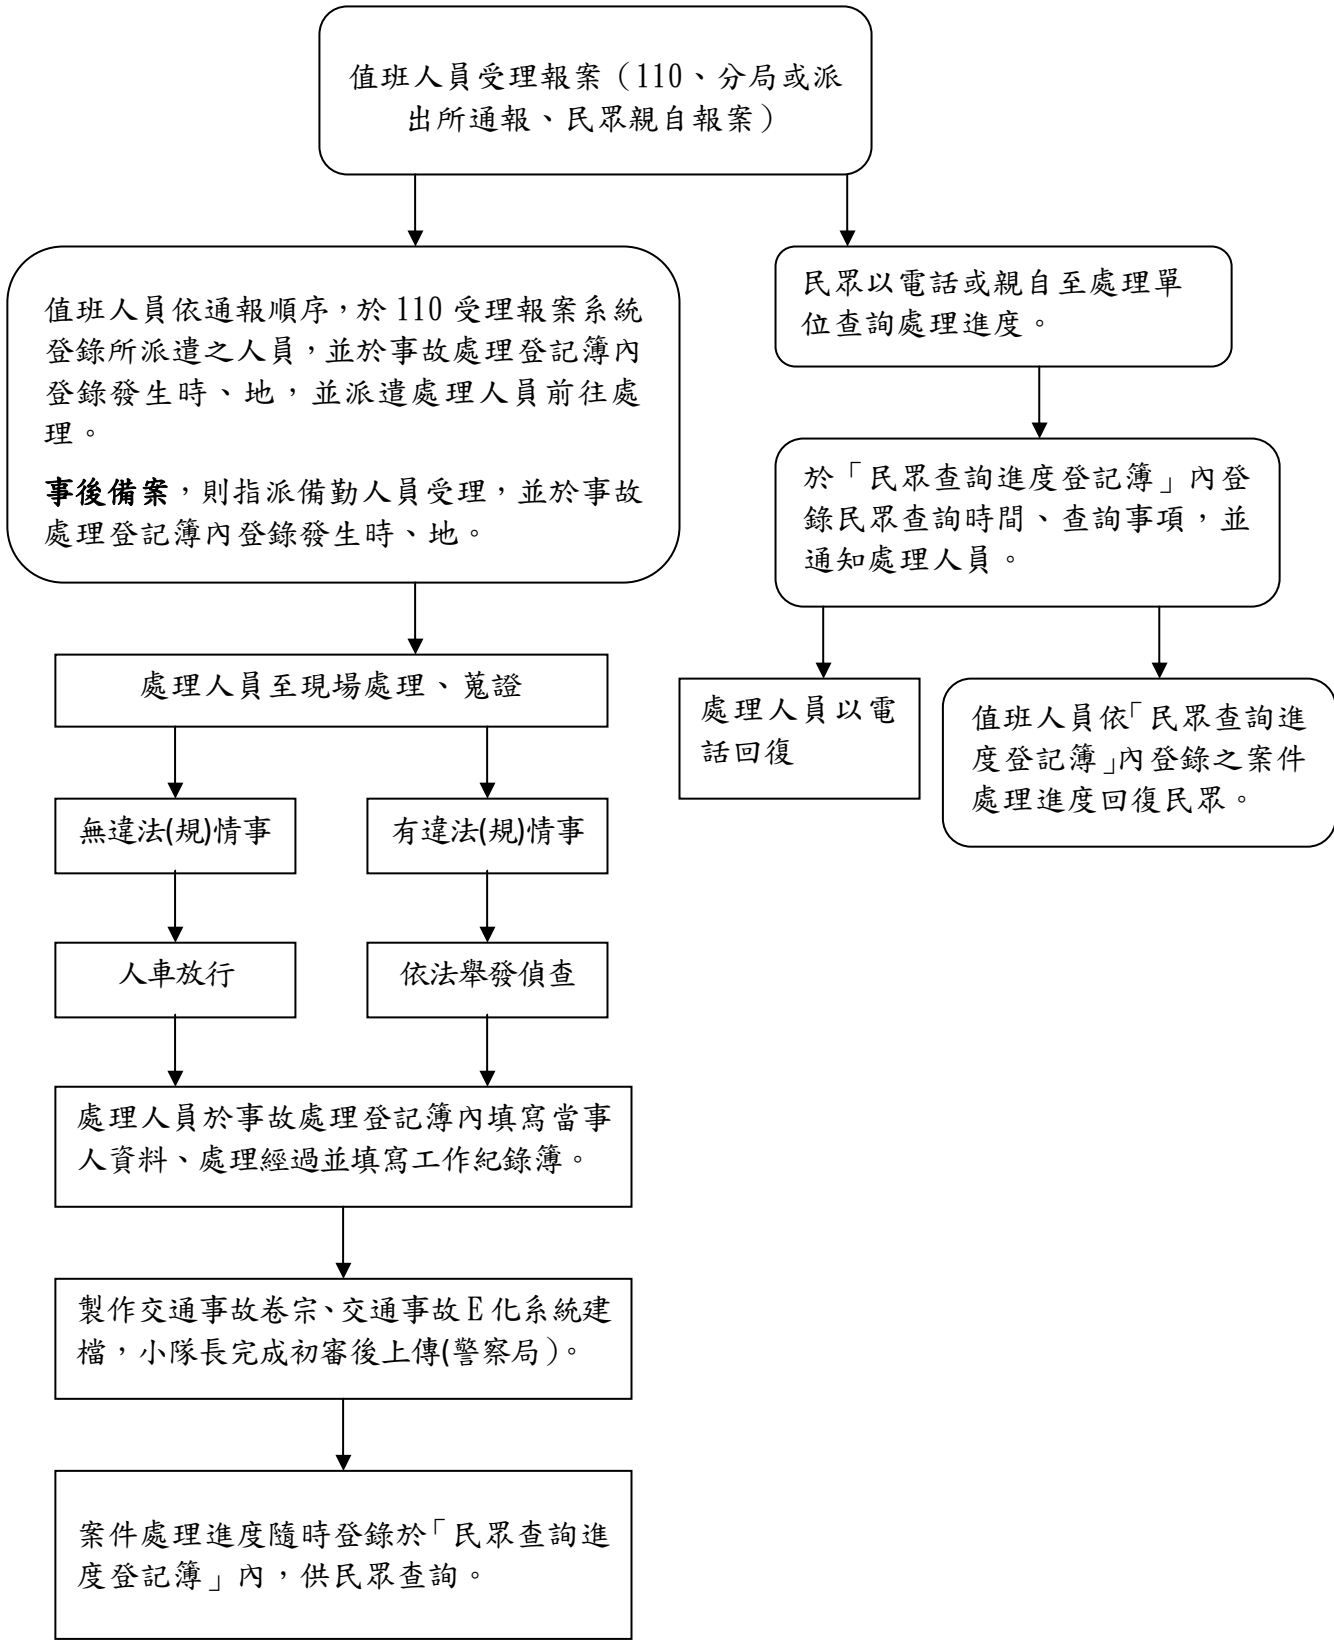 值班人員受理報案（110、分局或派
出所通報、民眾親自報案）
值班人員依通報順序，於 110 受理報案系統
登錄所派遣之人員，並於事故處理登記簿內
登錄發生時、地，並派遣處理人員前往處
理。
事後備案，則指派備勤人員受理，並於事故
處理登記簿內登錄發生時、地。
民眾以電話或親自至處理單
位查詢處理進度。
於「民眾查詢進度登記簿」內登
錄民眾查詢時間、查詢事項，並
通知處理人員。
處理人員至現場處理、蒐證
處理人員以電
話回復
值班人員依「民眾查詢進
度登記簿」內登錄之案件
處理進度回復民眾。
無違法(規)情事
有違法(規)情事
人車放行
依法舉發偵查
處理人員於事故處理登記簿內填寫當事
人資料、處理經過並填寫工作紀錄簿。
製作交通事故卷宗、交通事故 E 化系統建
檔，小隊長完成初審後上傳(警察局）。
案件處理進度隨時登錄於「民眾查詢進
度登記簿」內，供民眾查詢。